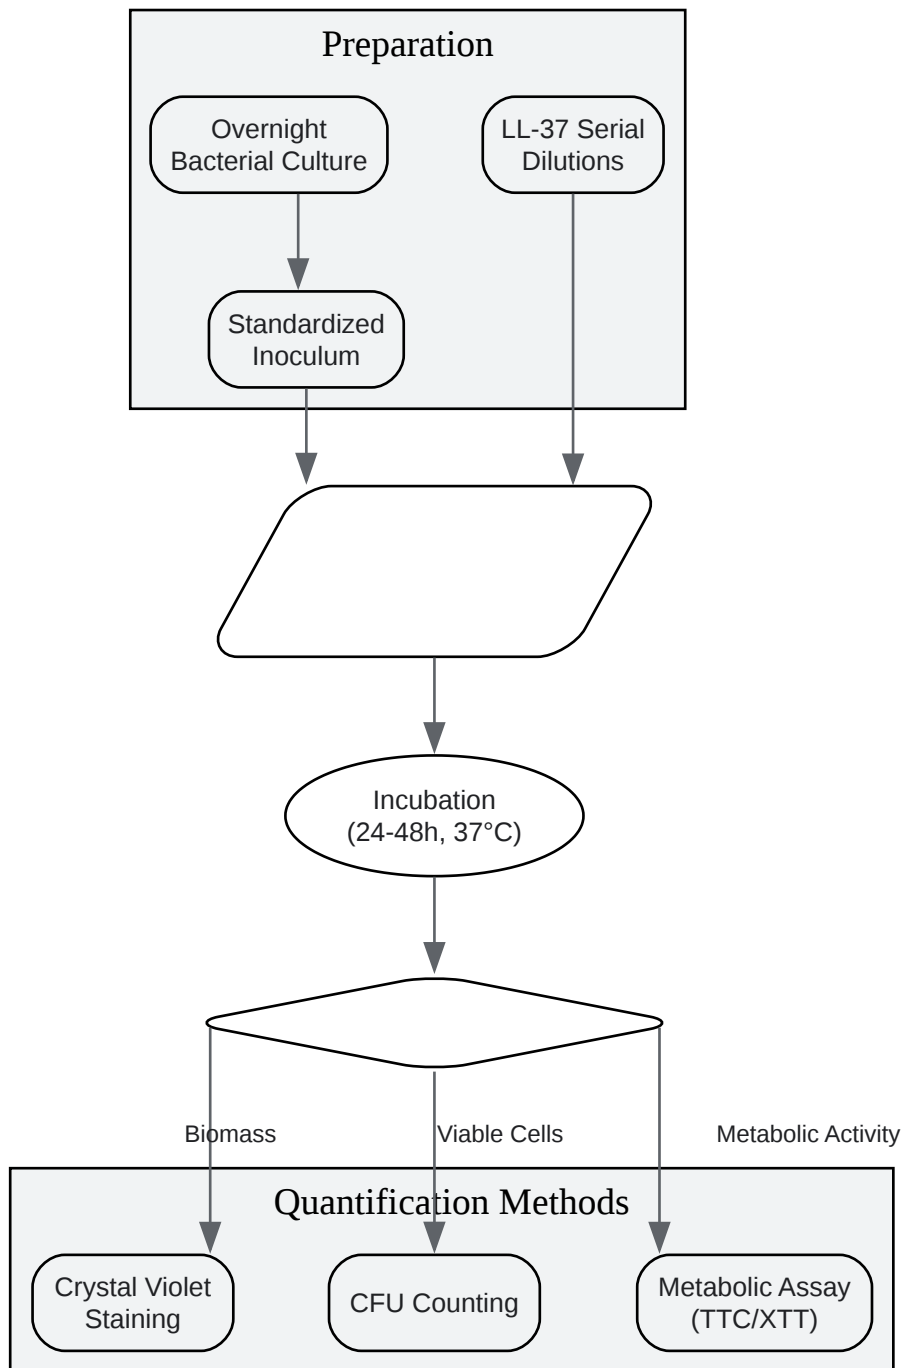 Preparation
Overnight
Bacterial Culture
LL-37 Serial
Dilutions
Standardized
Inoculum
Incubation
(24-48h, 37°C)
Biomass
Viable Cells
Metabolic Activity
Quantification Methods
Crystal Violet
Staining
CFU Counting
Metabolic Assay
(TTC/XTT)